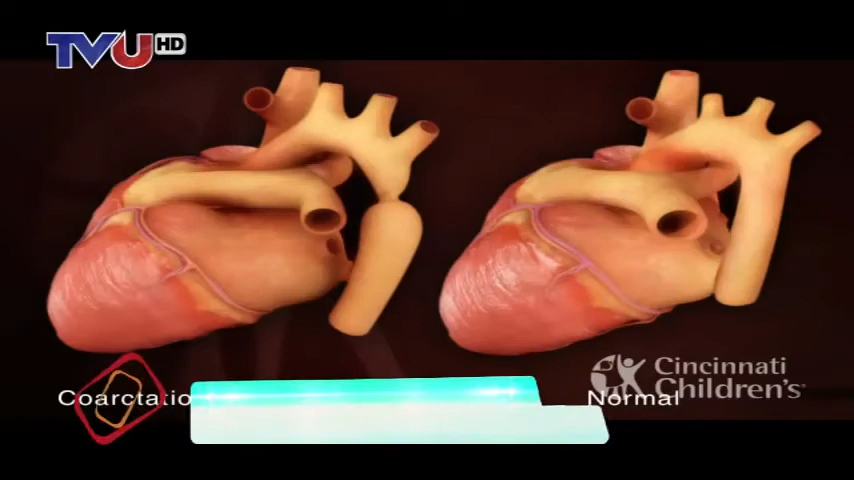 TVU HD
Cincinnati
Children's
Coarctatio
Normal